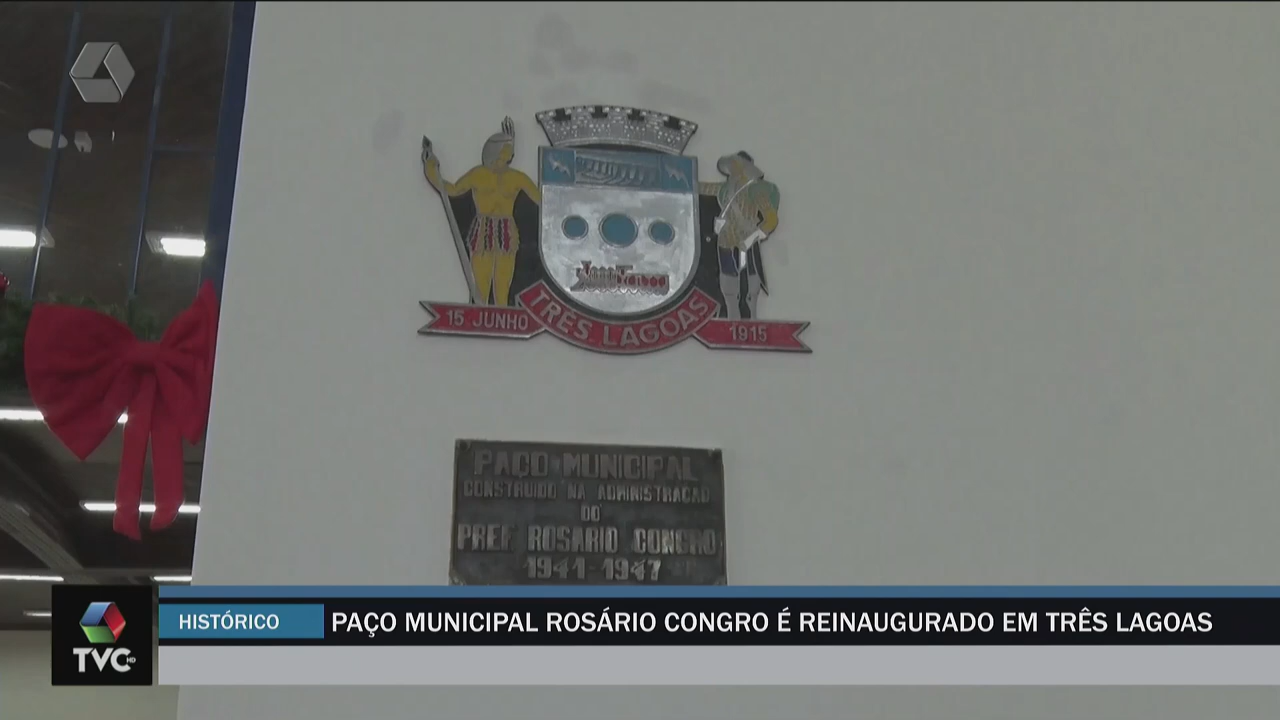 15 JUNHO
TRÊS LAGOAS
1915
PAÇO MUNICIPAL
CONSTRUIDO NA ADMINISTRAÇÃO
DO
PREF. ROSARIO CONGRO
1941-1947
HISTÓRICO
PAÇO MUNICIPAL ROSÁRIO CONGRO É REINAUGURADO EM TRÊS LAGOAS
TVC HD